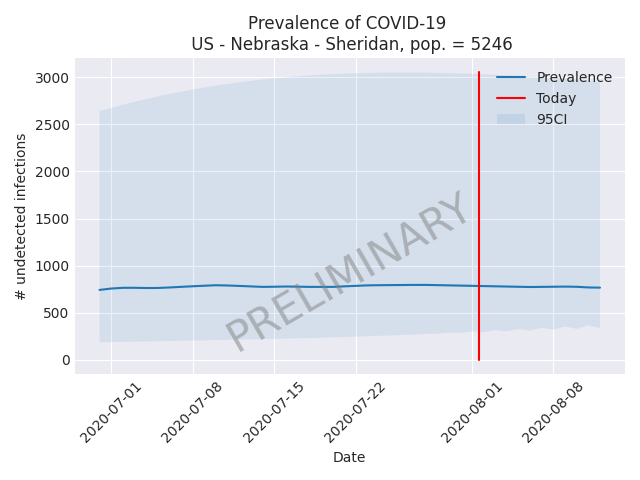 Prevalence of COVID-19
US - Nebraska - Sheridan, pop. = 5246
3000
2500
2000
1500
1000
500
0
# undetected infections
Prevalence
Today
95CI
PRELIMINARY
2020-07-01
2020-07-08
2020-07-15
2020-07-22
2020-08-01
2020-08-08
Date